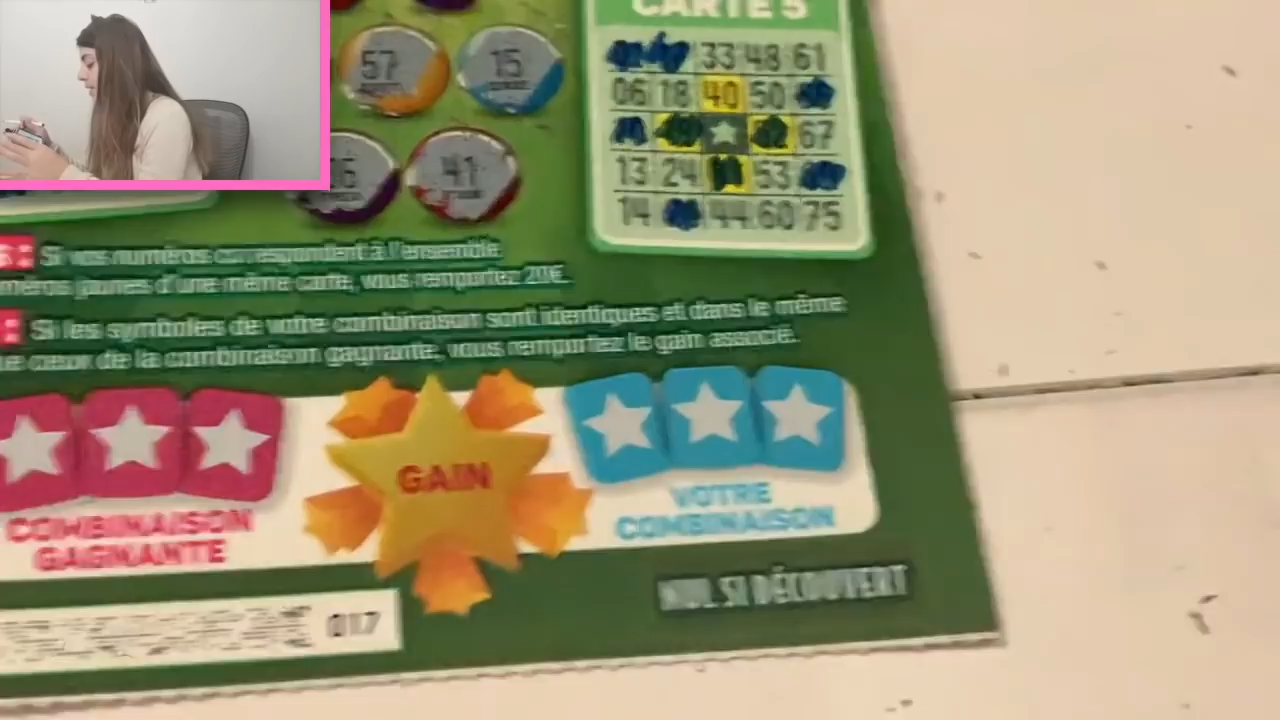 CARTE 5
57
15
41
33 48 61
06 18 40 50
67
13 24 53
14 44 60 75
Si vos numéros correspondent à l'ensemble
méros jaunes d'une même carte, vous remportez 20€.
Si les symboles de votre combinaison sont identiques et dans le même
re cœur de la combinaison gagnante, vous remportez le gain associé.
COMBINAISON
GAGNANTE
GAIN
VOTRE
COMBINAISON
NUL SI DÉCOUVERT
017